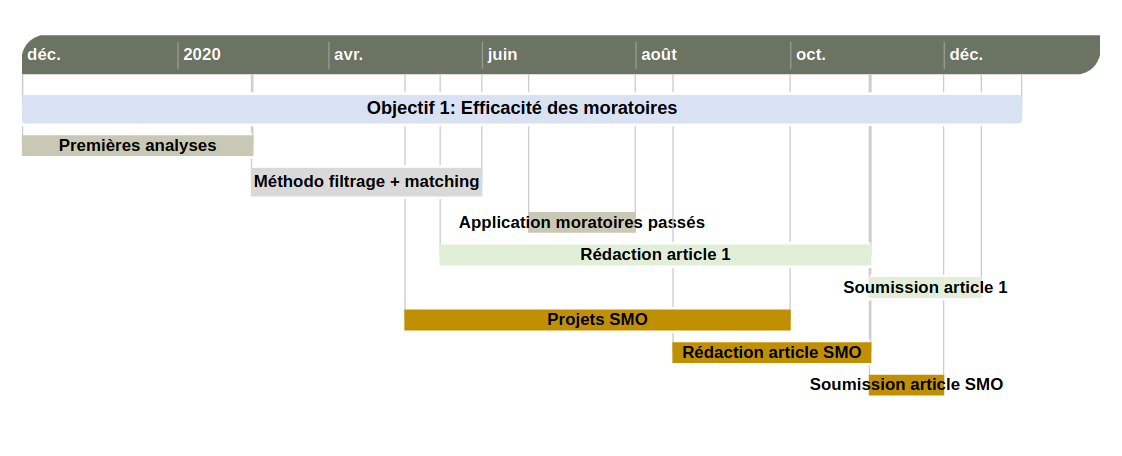 déc.
2020
avr.
juin
août
oct.
déc.
Objectif 1: Efficacité des moratoires
Premières analyses
Méthodo filtrage + matching
Application moratoires passés
Rédaction article 1
Soumission article 1
Projets SMO
Rédaction article SMO
Soumission article SMO